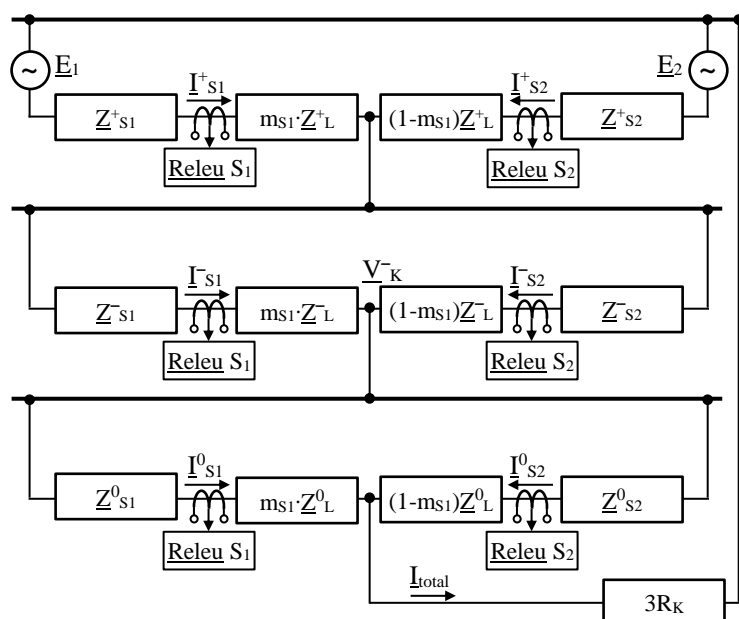 ~ E₁ I⁺S1 I⁺S2 E₂ ~
Z⁺S1 mS1·Z⁺L (1-mS1)Z⁺L Z⁺S2
Releu S₁ Releu S₂
I⁻S1 V⁻K I⁻S2
Z⁻S1 mS1·Z⁻L (1-mS1)Z⁻L Z⁻S2
Releu S₁ Releu S₂
I⁰S1 I⁰S2
Z⁰S1 mS1·Z⁰L (1-mS1)Z⁰L Z⁰S2
Releu S₁ Releu S₂
Itotal
3RK